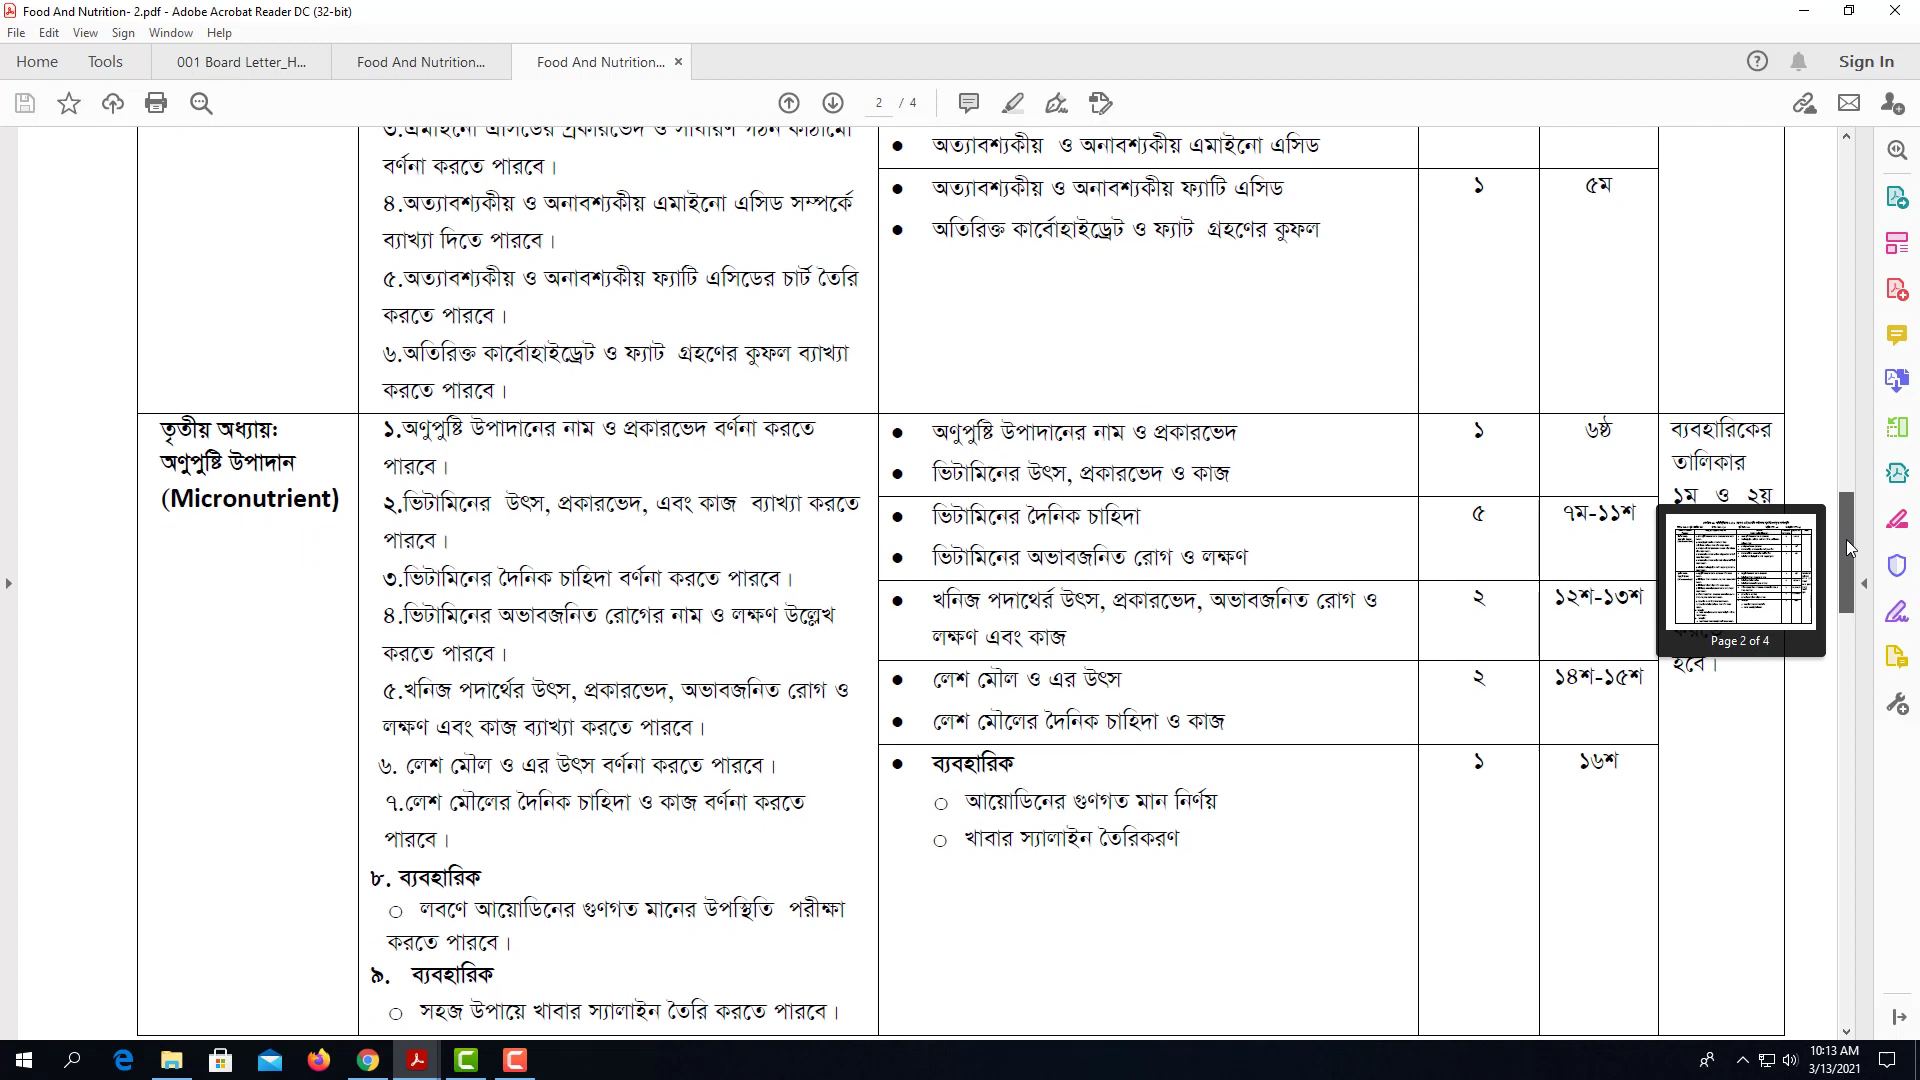 Food And Nutrition- 2.pdf - Adobe Acrobat Reader DC (32-bit)
File Edit View Sign Window Help
Home Tools 001 Board Letter_H... Food And Nutrition... Food And Nutrition... Sign In
2 / 4
৩.এমাইনো এসিডের প্রকারভেদ ও সাধারণ গঠন কাঠামো
বর্ণনা করতে পারবে।
৪.অত্যাবশ্যকীয় ও অনাবশ্যকীয় এমাইনো এসিড সম্পর্কে
ব্যাখ্যা দিতে পারবে।
৫.অত্যাবশ্যকীয় ও অনাবশ্যকীয় ফ্যাটি এসিডের চার্ট তৈরি
করতে পারবে।
৬.অতিরিক্ত কার্বোহাইড্রেট ও ফ্যাট গ্রহণের কুফল ব্যাখ্যা
করতে পারবে।
● অত্যাবশ্যকীয় ও অনাবশ্যকীয় এমাইনো এসিড
● অত্যাবশ্যকীয় ও অনাবশ্যকীয় ফ্যাটি এসিড
● অতিরিক্ত কার্বোহাইড্রেট ও ফ্যাট গ্রহণের কুফল
১ ৫ম
তৃতীয় অধ্যায়:
অণুপুষ্টি উপাদান
(Micronutrient)
১.অণুপুষ্টি উপাদানের নাম ও প্রকারভেদ বর্ণনা করতে
পারবে।
২.ভিটামিনের উৎস, প্রকারভেদ, এবং কাজ ব্যাখ্যা করতে
পারবে।
৩.ভিটামিনের দৈনিক চাহিদা বর্ণনা করতে পারবে।
৪.ভিটামিনের অভাবজনিত রোগের নাম ও লক্ষণ উল্লেখ
করতে পারবে।
৫.খনিজ পদার্থের উৎস, প্রকারভেদ, অভাবজনিত রোগ ও
লক্ষণ এবং কাজ ব্যাখ্যা করতে পারবে।
৬. লেশ মৌল ও এর উৎস বর্ণনা করতে পারবে।
৭.লেশ মৌলের দৈনিক চাহিদা ও কাজ বর্ণনা করতে
পারবে।
৮. ব্যবহারিক
○ লবণে আয়োডিনের গুণগত মানের উপস্থিতি পরীক্ষা
করতে পারবে।
৯. ব্যবহারিক
○ সহজ উপায়ে খাবার স্যালাইন তৈরি করতে পারবে।
● অণুপুষ্টি উপাদানের নাম ও প্রকারভেদ
● ভিটামিনের উৎস, প্রকারভেদ ও কাজ
১ ৬ষ্ঠ
● ভিটামিনের দৈনিক চাহিদা
● ভিটামিনের অভাবজনিত রোগ ও লক্ষণ
৫ ৭ম-১১শ
● খনিজ পদাথের্র উৎস, প্রকারভেদ, অভাবজনিত রোগ ও
লক্ষণ এবং কাজ
২ ১২শ-১৩শ
● লেশ মৌল ও এর উৎস
● লেশ মৌলের দৈনিক চাহিদা ও কাজ
২ ১৪শ-১৫শ
● ব্যবহারিক
○ আয়োডিনের গুণগত মান নির্ণয়
○ খাবার স্যালাইন তৈরিকরণ
১ ১৬শ
ব্যবহারিকের
তালিকার
১ম ও ২য়
হবে।
Page 2 of 4
10:13 AM
3/13/2021